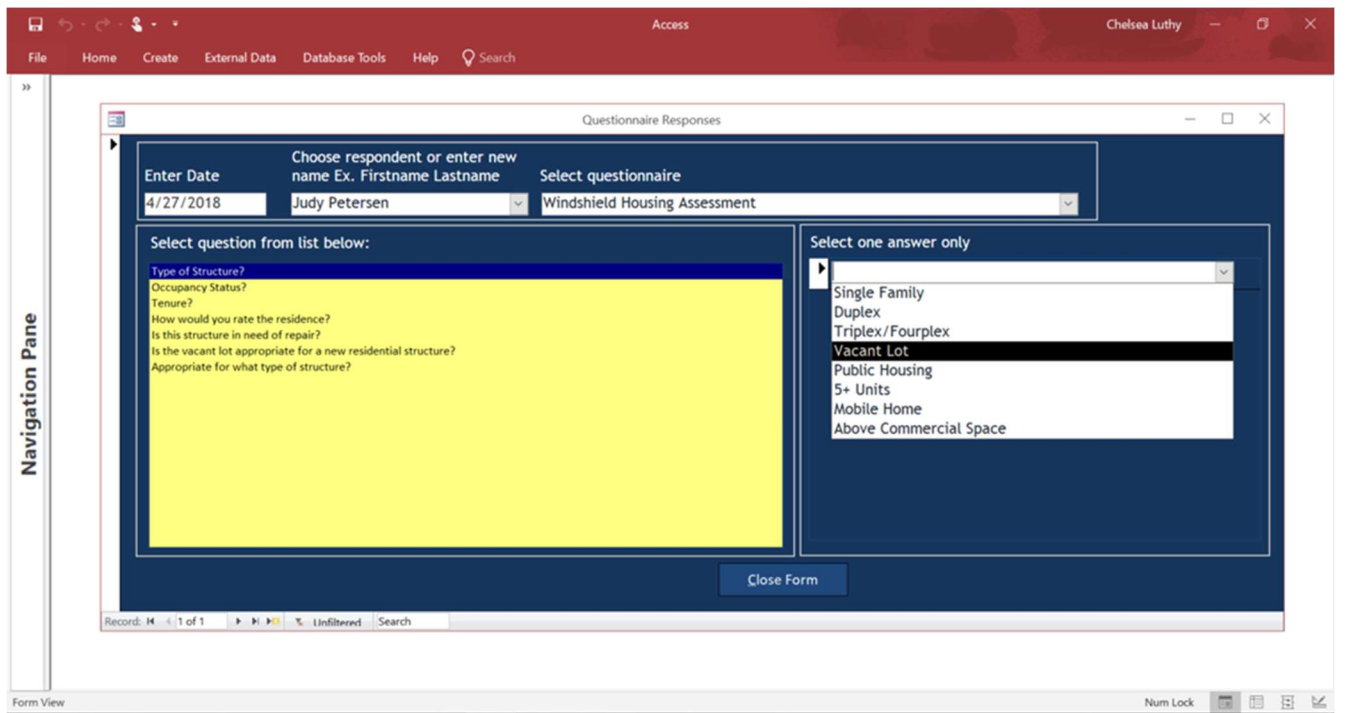 Access
Chelsea Luthy
File Home Create External Data Database Tools Help Search
Navigation Pane
Questionnaire Responses
Enter Date
4/27/2018
Choose respondent or enter new
name Ex. Firstname Lastname
Judy Petersen
Select questionnaire
Windshield Housing Assessment
Select question from list below:
Type of Structure?
Occupancy Status?
Tenure?
How would you rate the residence?
Is this structure in need of repair?
Is the vacant lot appropriate for a new residential structure?
Appropriate for what type of structure?
Select one answer only
Single Family
Duplex
Triplex/Fourplex
Vacant Lot
Public Housing
5+ Units
Mobile Home
Above Commercial Space
Close Form
Record: 1 of 1 Unfiltered Search
Form View
Num Lock